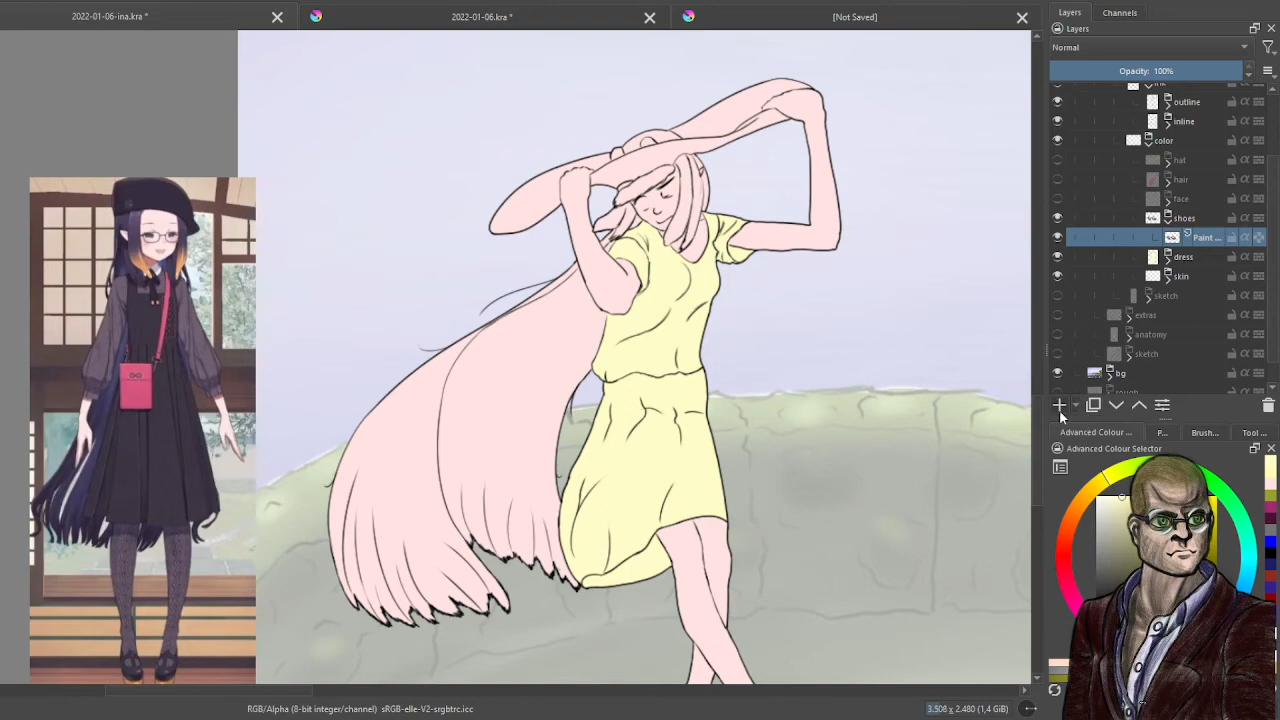 2022-01-06-ina.kra *
2022-01-06.kra *
[Not Saved]
Layers
Channels
Layers
Normal
Opacity: 100%
outline
inline
color
hat
hair
face
shoes
Paint ...
dress
skin
sketch
extras
anatomy
sketch
bg
Advanced Colour ...
P...
Brush...
Tool ...
Advanced Colour Selector
RGB/Alpha (8-bit integer/channel) sRGB-elle-V2-srgbtrc.icc
3.508 x 2.480 (1,4 GiB)